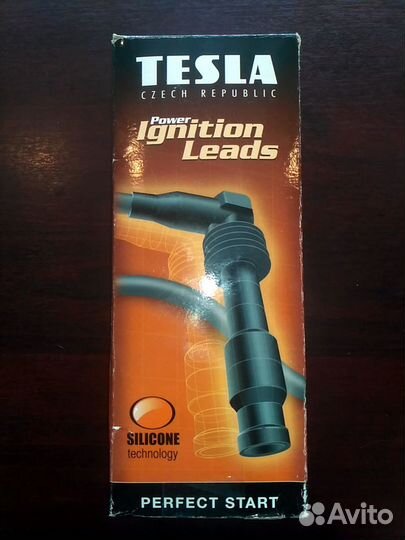 TESLA
CZECH REPUBLIC
Power
Ignition
Leads
SILICONE
technology
PERFECT START
Avito